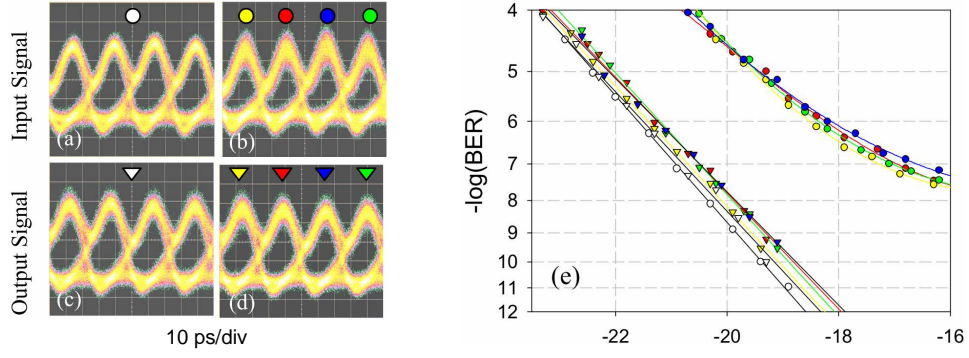 Input Signal
(a)
(b)
Output Signal
(c)
(d)
10 ps/div
-log(BER)
4
5
6
7
8
9
10
11
12
(e)
-22
-20
-18
-16